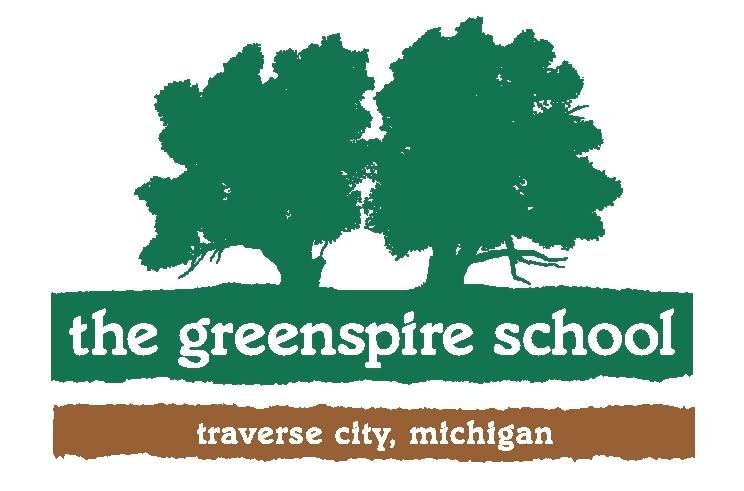 the greenspire school
traverse city, michigan